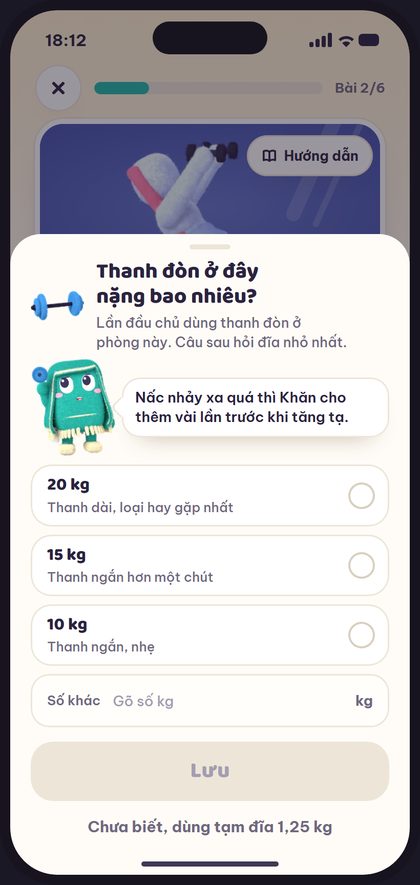 18:12
Bài 2/6
Hướng dẫn
Thanh đòn ở đây
nặng bao nhiêu?
Lần đầu chủ dùng thanh đòn ở
phòng này. Câu sau hỏi đĩa nhỏ nhất.
Nấc nhảy xa quá thì Khăn cho
thêm vài lần trước khi tăng tạ.
20 kg
Thanh dài, loại hay gặp nhất
15 kg
Thanh ngắn hơn một chút
10 kg
Thanh ngắn, nhẹ
Số khác Gõ số kg kg
Lưu
Chưa biết, dùng tạm đĩa 1,25 kg